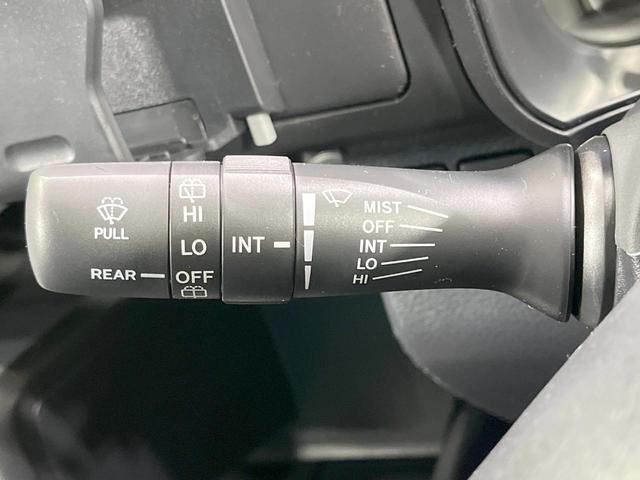 PULL
REAR
HI
LO
OFF
INT
MIST
OFF
INT
LO
HI